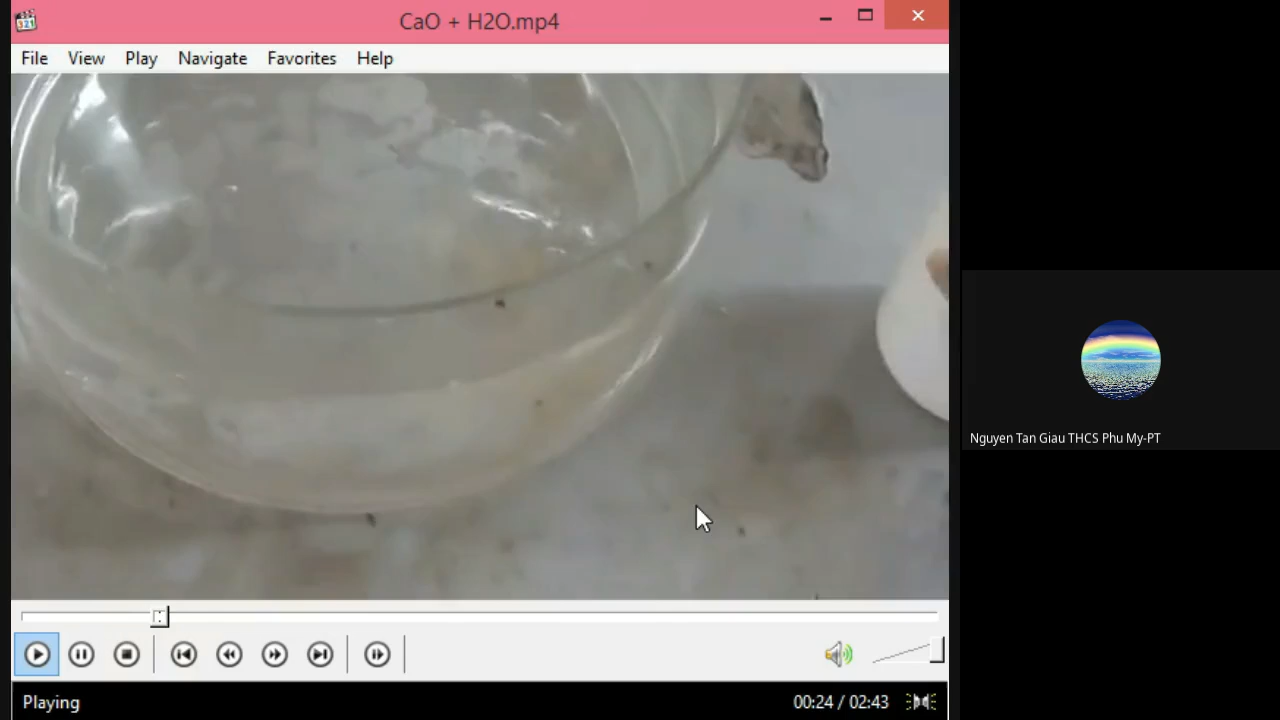 CaO + H2O.mp4
File View Play Navigate Favorites Help
Nguyen Tan Giau THCS Phu My-PT
Playing
00:24 / 02:43